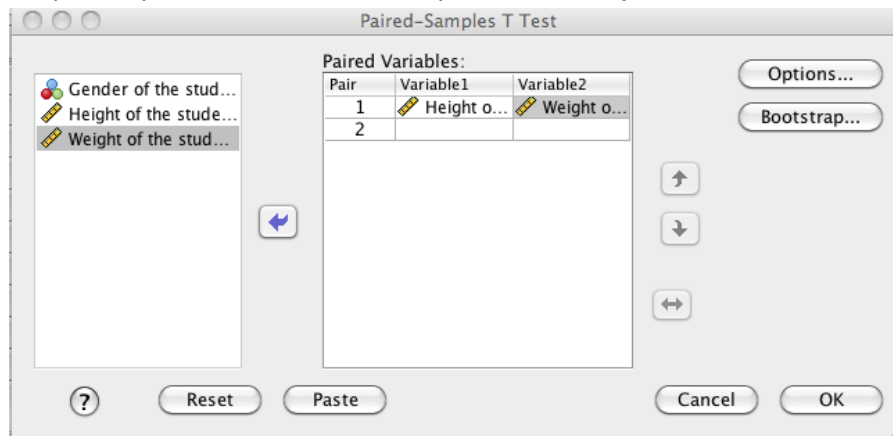 Paired-Samples T Test
Gender of the stud...
Height of the stude...
Weight of the stud...
Paired Variables:
Pair Variable1 Variable2
1 Height o... Weight o...
2
Options...
Bootstrap...
? Reset Paste Cancel OK